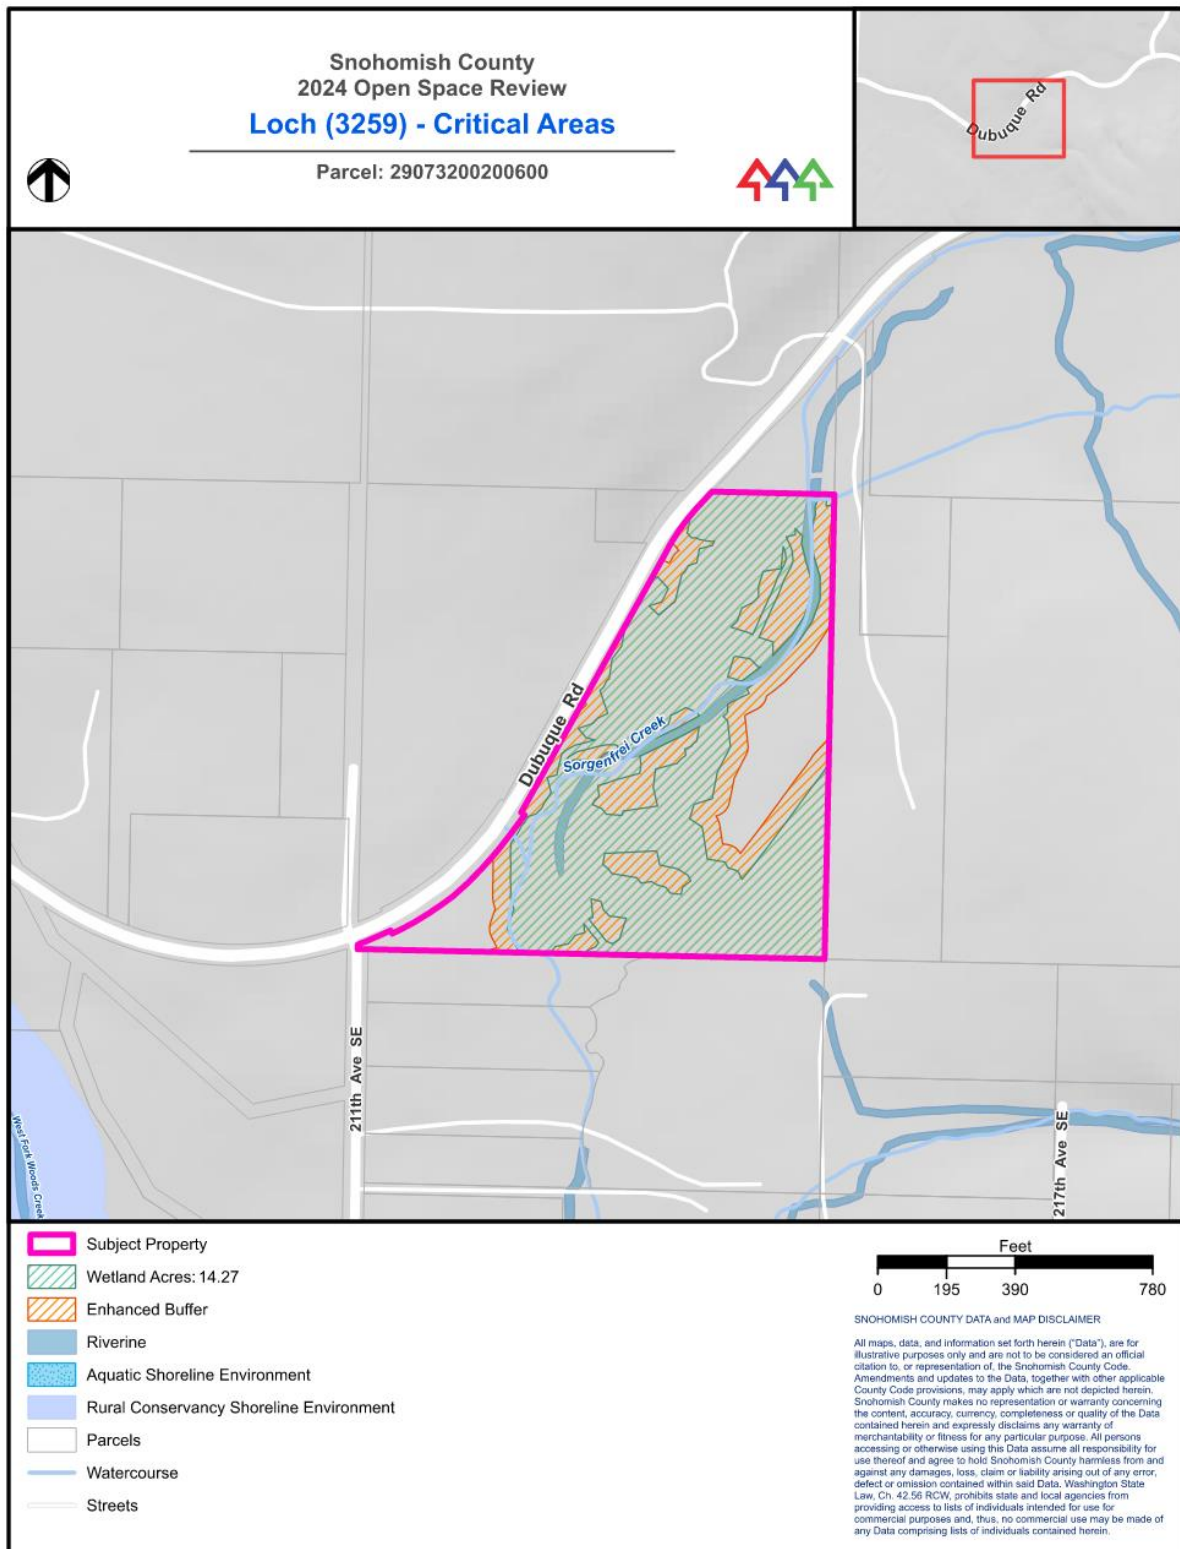 Snohomish County
2024 Open Space Review
Loch (3259) - Critical Areas
Parcel: 29073200200600
Dubuque Rd
Dubuque Rd
Sorgenfrei Creek
211th Ave SE
West Fork Woods Creek
217th Ave SE
Subject Property
Wetland Acres: 14.27
Enhanced Buffer
Riverine
Aquatic Shoreline Environment
Rural Conservancy Shoreline Environment
Parcels
Watercourse
Streets
Feet
0 195 390 780
SNOHOMISH COUNTY DATA and MAP DISCLAIMER
All maps, data, and information set forth herein ("Data"), are for
illustrative purposes only and are not to be considered an official
citation to, or representation of, the Snohomish County Code.
Amendments and updates to the Data, together with other applicable
County Code provisions, may apply which are not depicted herein.
Snohomish County makes no representation or warranty concerning
the content, accuracy, currency, completeness or quality of the Data
contained herein and expressly disclaims any warranty of
merchantability or fitness for any particular purpose. All persons
accessing or otherwise using this Data assume all responsibility for
use thereof and agree to hold Snohomish County harmless from and
against any damages, loss, claim or liability arising out of any error,
defect or omission contained within said Data. Washington State
Law, Ch. 42.56 RCW, prohibits state and local agencies from
providing access to lists of individuals intended for use for
commercial purposes and, thus, no commercial use may be made of
any Data comprising lists of individuals contained herein.